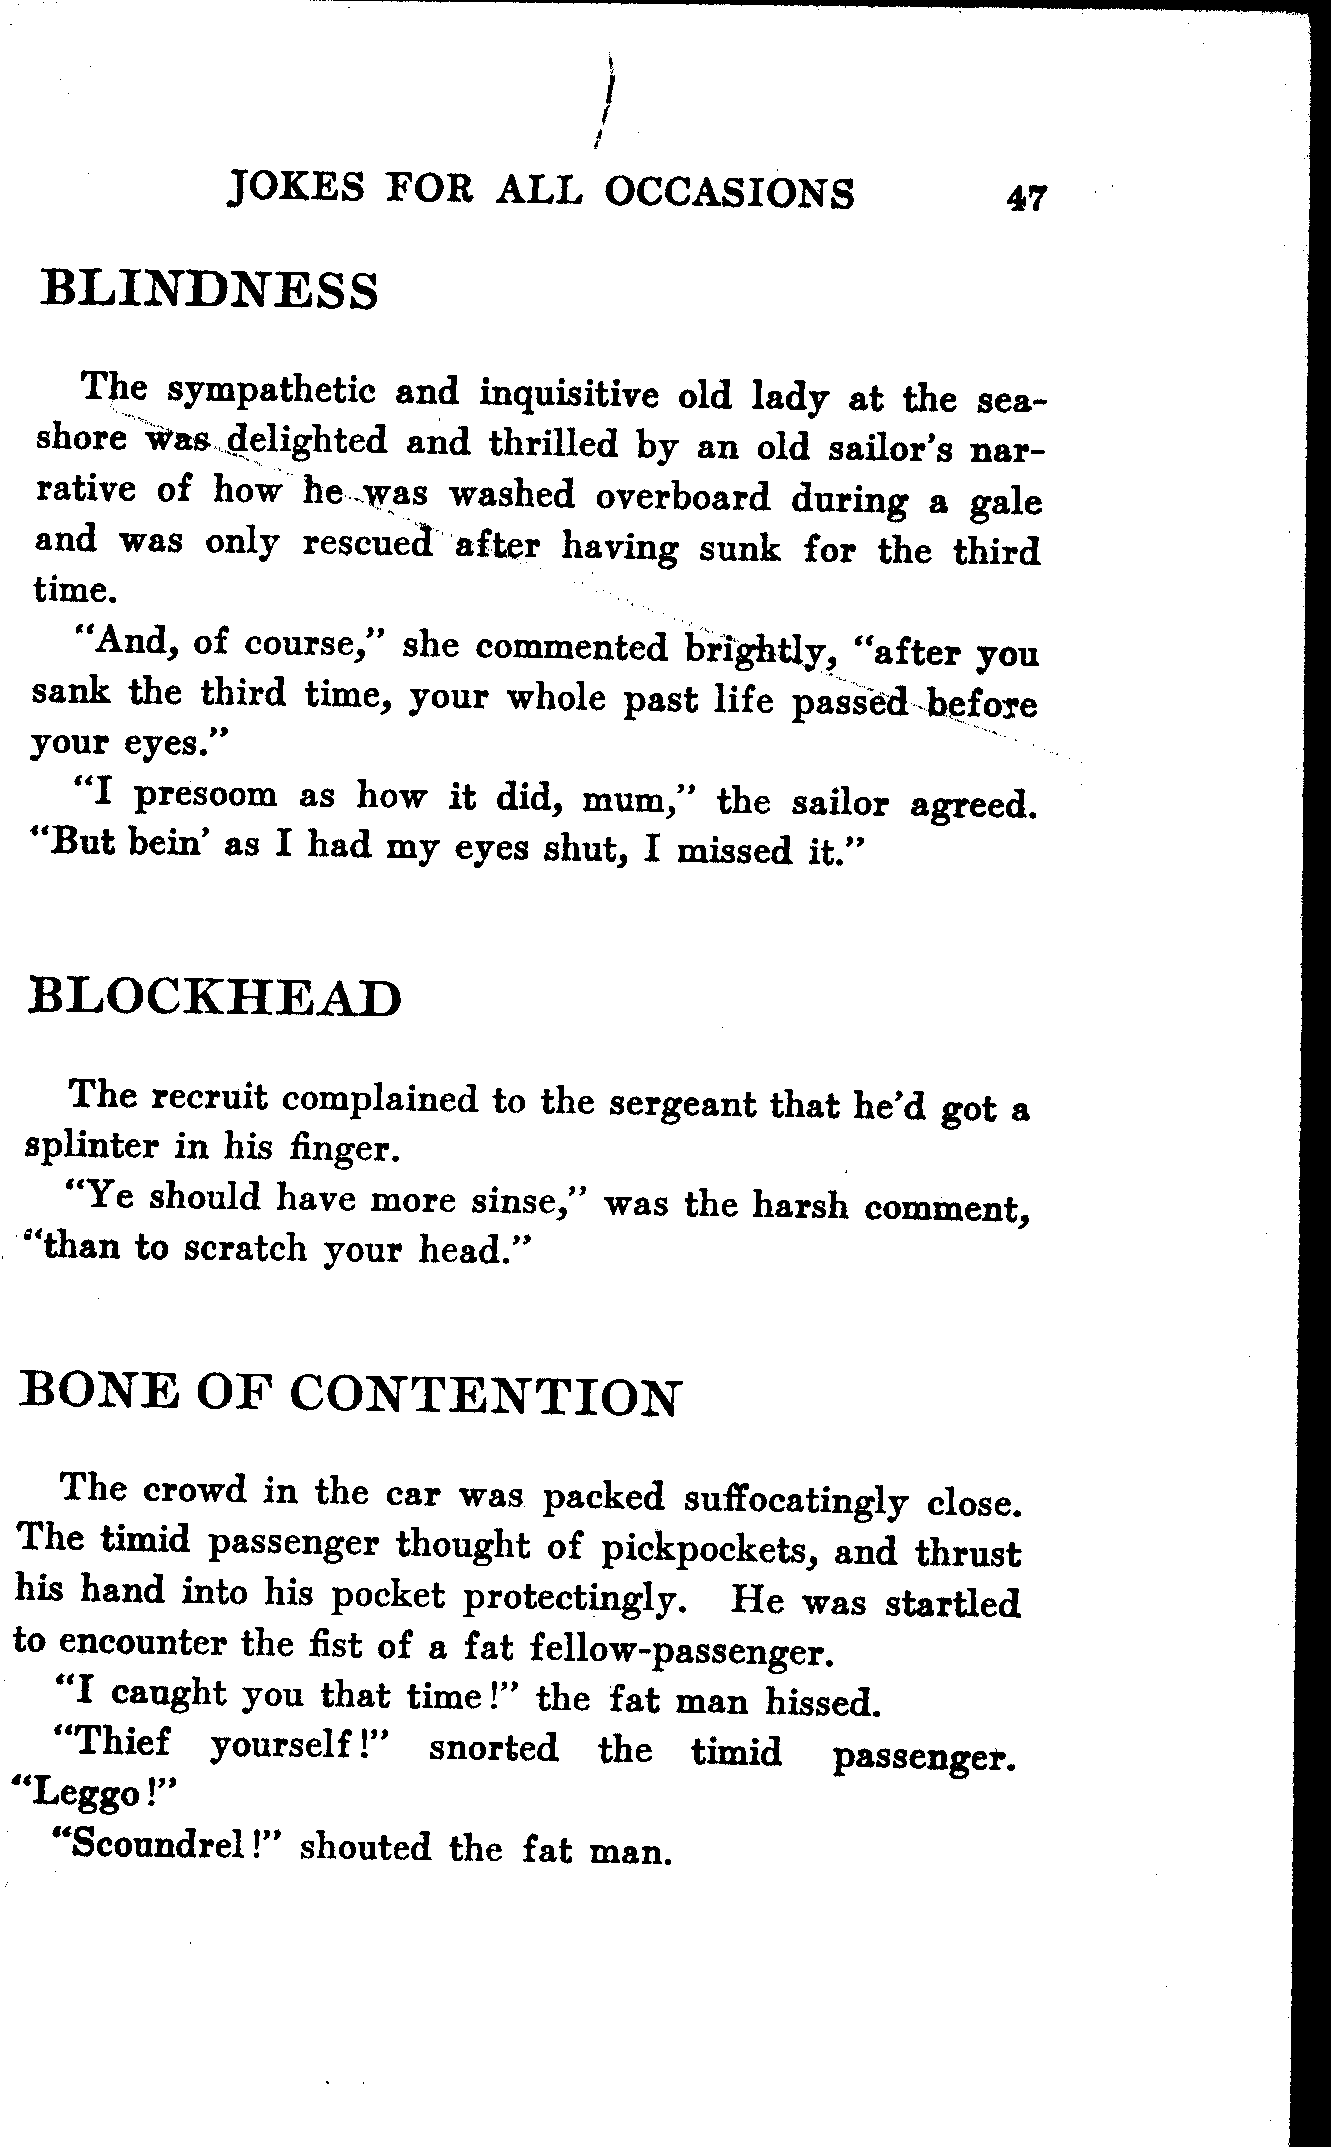 JOKES FOR ALL OCCASIONS 47
BLINDNESS
The sympathetic and inquisitive old lady at the sea-
shore was delighted and thrilled by an old sailor's nar-
rative of how he was washed overboard during a gale
and was only rescued after having sunk for the third
time.
"And, of course," she commented brightly, "after you
sank the third time, your whole past life passed before
your eyes."
"I presoom as how it did, mum," the sailor agreed.
"But bein' as I had my eyes shut, I missed it."
BLOCKHEAD
The recruit complained to the sergeant that he'd got a
splinter in his finger.
"Ye should have more sinse," was the harsh comment,
"than to scratch your head."
BONE OF CONTENTION
The crowd in the car was packed suffocatingly close.
The timid passenger thought of pickpockets, and thrust
his hand into his pocket protectingly. He was startled
to encounter the fist of a fat fellow-passenger.
"I caught you that time!" the fat man hissed.
"Thief yourself!" snorted the timid passenger.
"Leggo!"
"Scoundrel!" shouted the fat man.